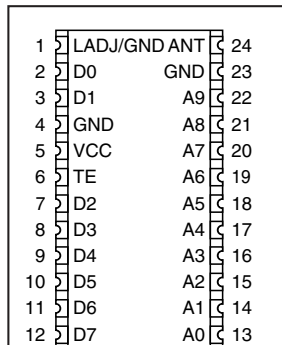 1 LADJ/GND ANT 24
2 D0 GND 23
3 D1 A9 22
4 GND A8 21
5 VCC A7 20
6 TE A6 19
7 D2 A5 18
8 D3 A4 17
9 D4 A3 16
10 D5 A2 15
11 D6 A1 14
12 D7 A0 13